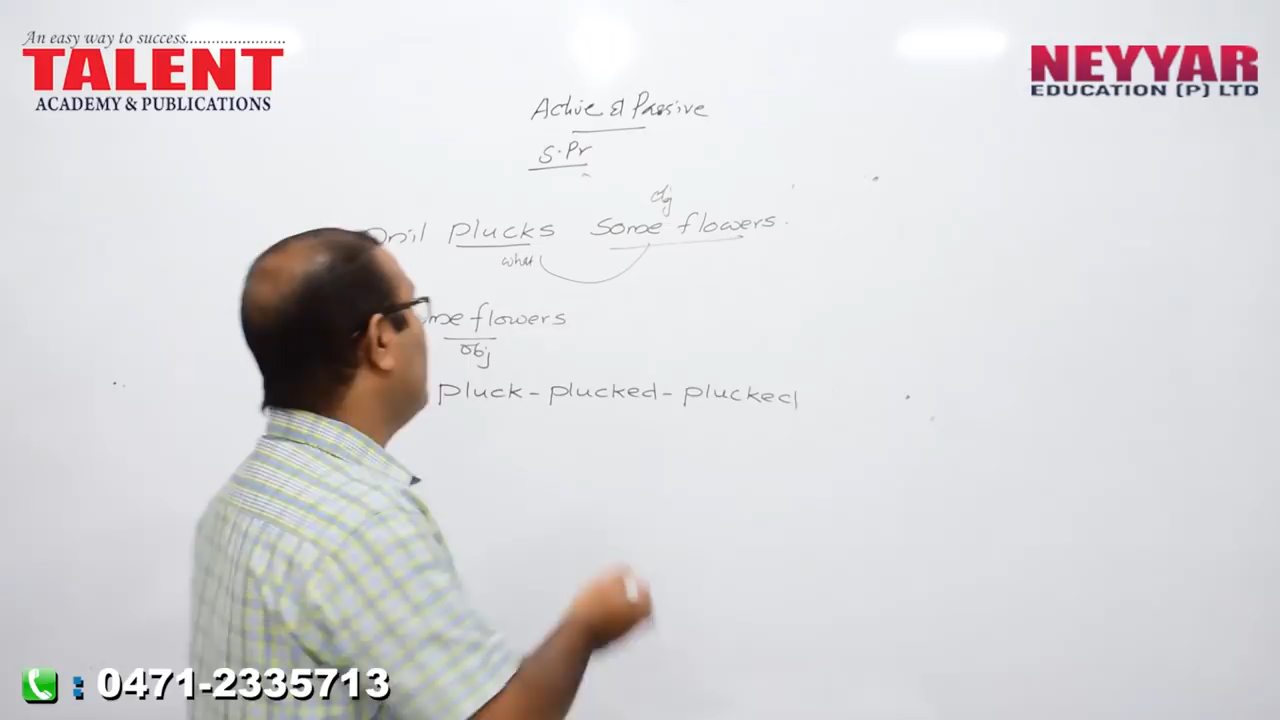 An easy way to success........................
TALENT
ACADEMY & PUBLICATIONS
NEYYAR
EDUCATION (P) LTD
Active & Passive
S.Pr
obj
plucks some flowers.
what
flowers
obj
pluck - plucked - plucked
: 0471-2335713